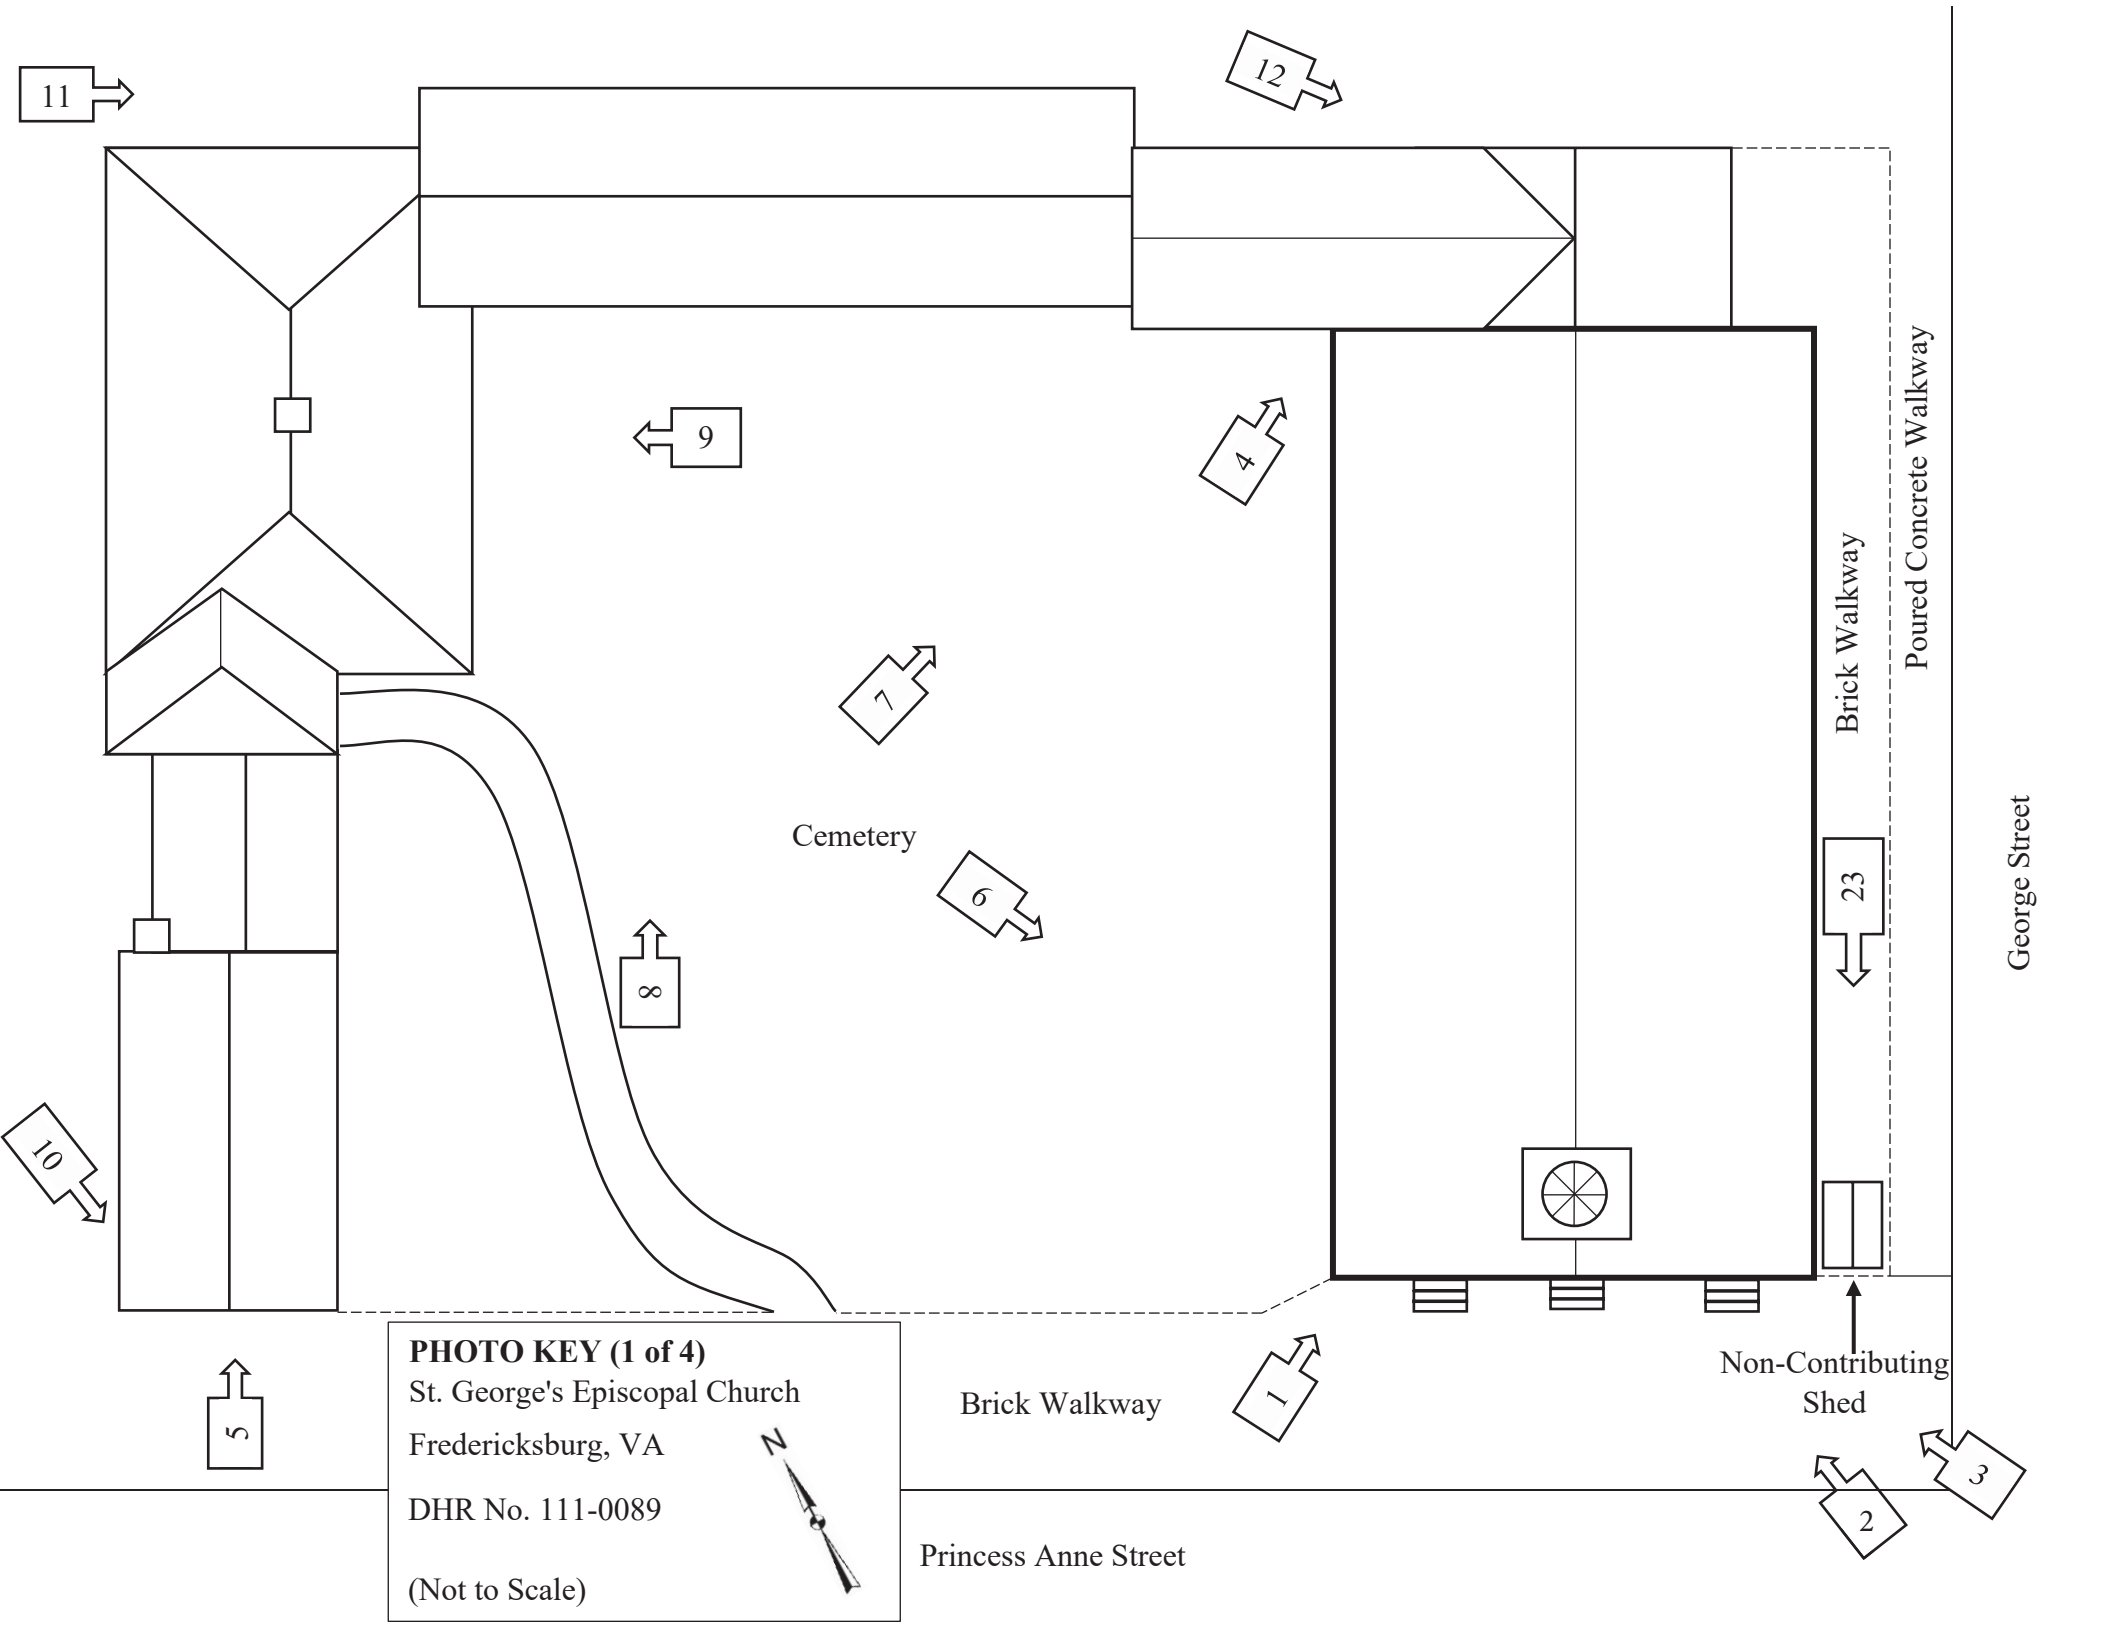 11
12
9
4
7
Cemetery
6
8
10
5
1
23
2
3
Brick Walkway
Poured Concrete Walkway
George Street
Non-Contributing
Shed
Brick Walkway
Princess Anne Street
PHOTO KEY (1 of 4)
St. George's Episcopal Church
Fredericksburg, VA
DHR No. 111-0089
(Not to Scale)
N